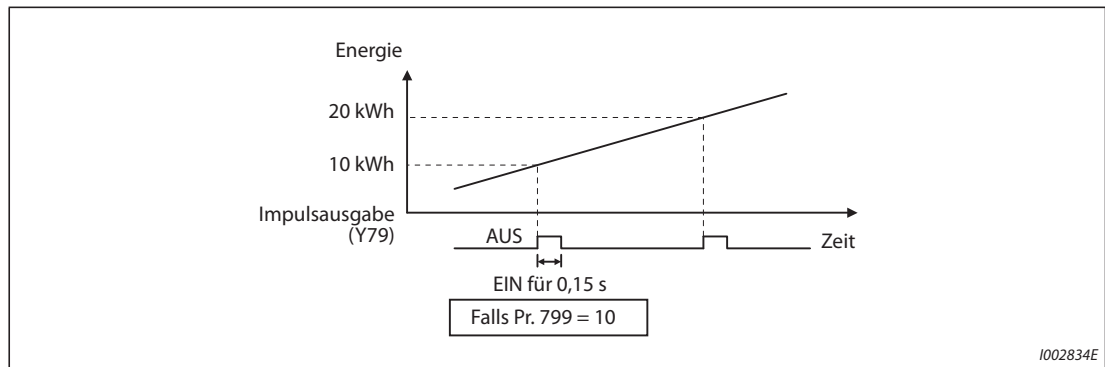 Energie
20 kWh
10 kWh
Impulsausgabe
(Y79)
AUS
Zeit
EIN für 0,15 s
Falls Pr. 799 = 10
I002834E